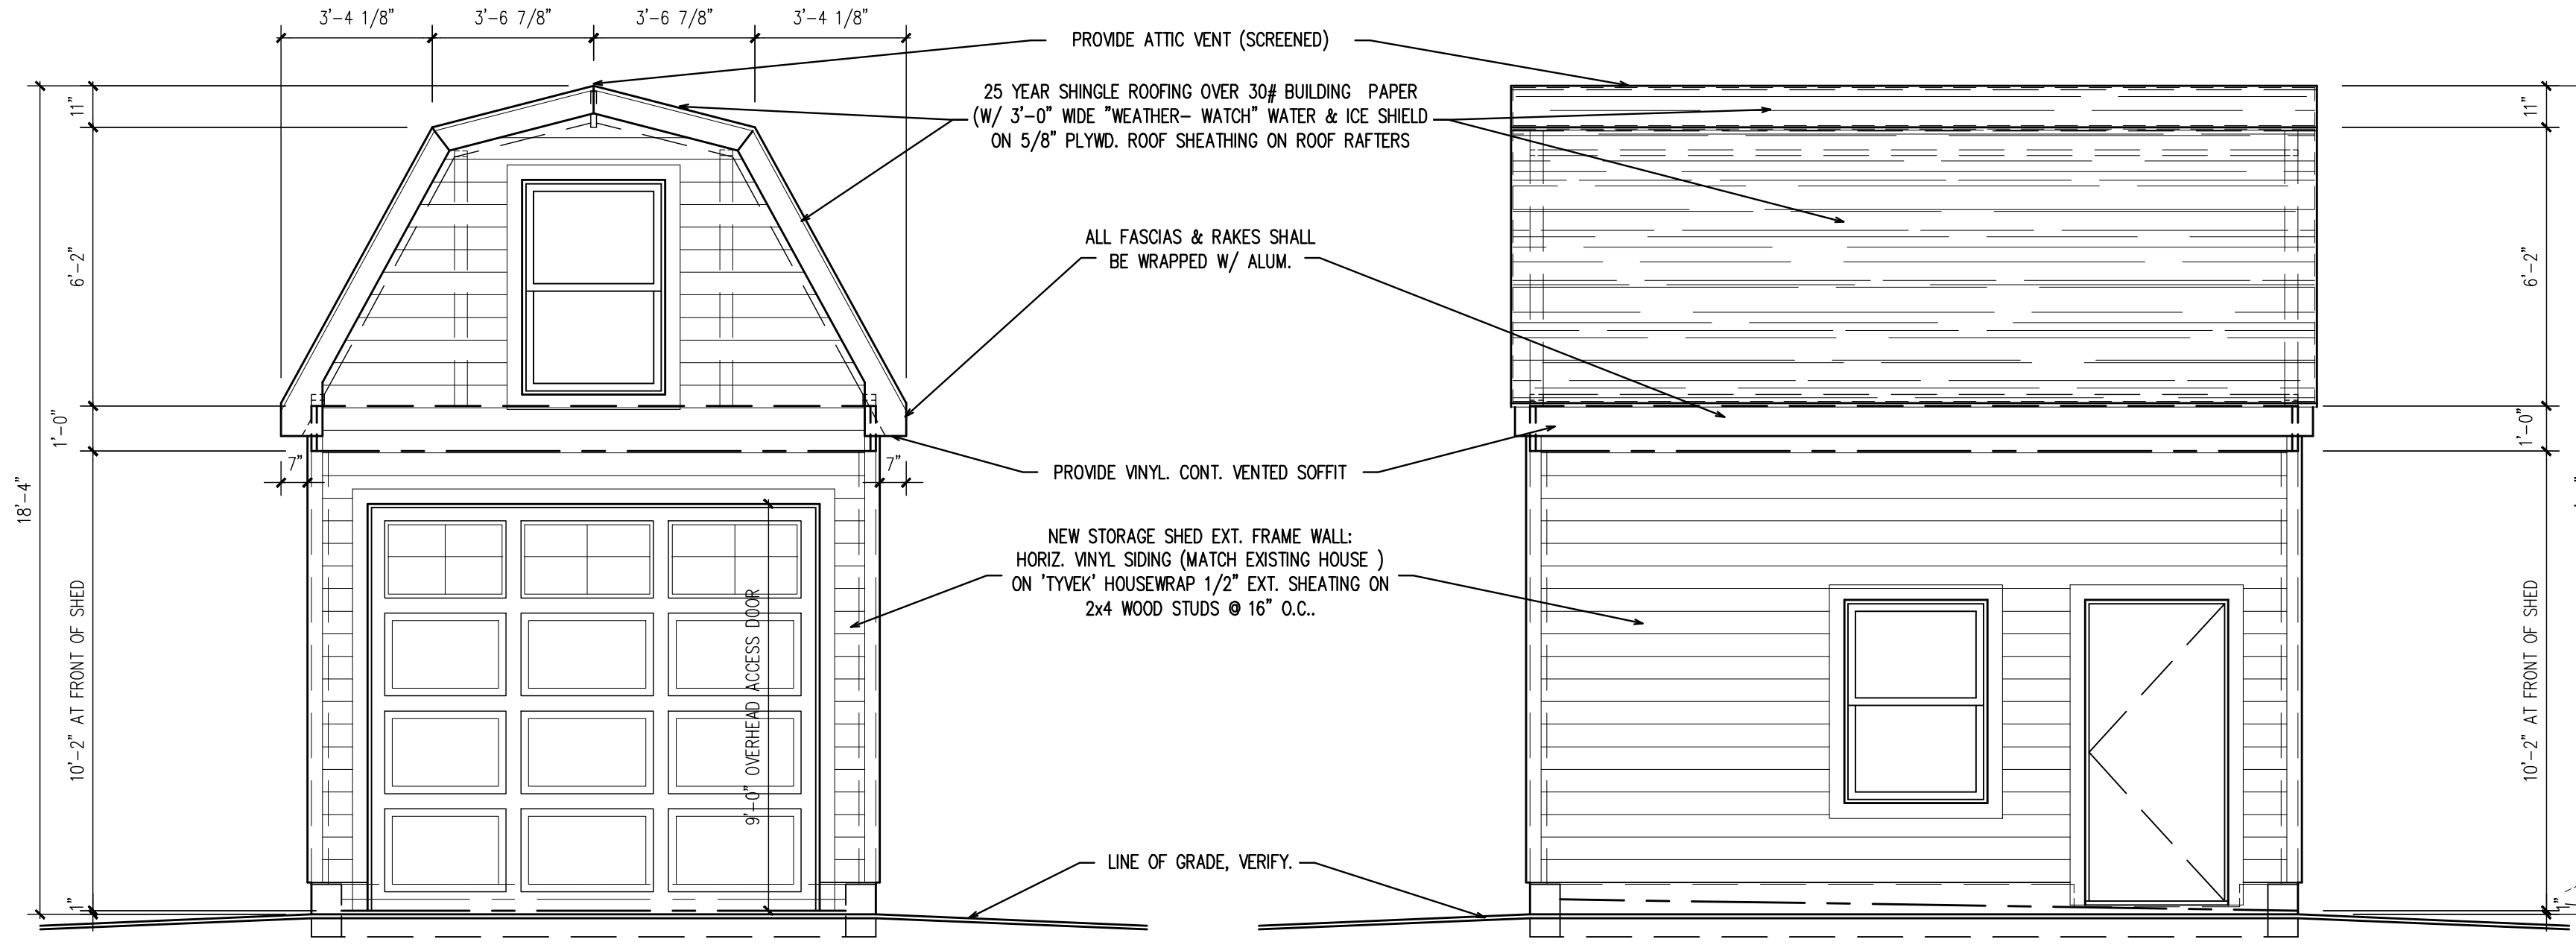 3'-4 1/8" 3'-6 7/8" 3'-6 7/8" 3'-4 1/8"
PROVIDE ATTIC VENT (SCREENED)
25 YEAR SHINGLE ROOFING OVER 30# BUILDING PAPER
(W/ 3'-0" WIDE "WEATHER- WATCH" WATER & ICE SHIELD
ON 5/8" PLYWD. ROOF SHEATHING ON ROOF RAFTERS
ALL FASCIAS & RAKES SHALL
BE WRAPPED W/ ALUM.
PROVIDE VINYL. CONT. VENTED SOFFIT
NEW STORAGE SHED EXT. FRAME WALL:
HORIZ. VINYL SIDING (MATCH EXISTING HOUSE )
ON 'TYVEK' HOUSEWRAP 1/2" EXT. SHEATING ON
2x4 WOOD STUDS @ 16" O.C..
LINE OF GRADE, VERIFY.
11"
6'-2"
1'-0"
18'-4"
10'-2" AT FRONT OF SHED
1"
7"
7"
9'-0" OVERHEAD ACCESS DOOR
11"
6'-2"
1'-0"
10'-2" AT FRONT OF SHED